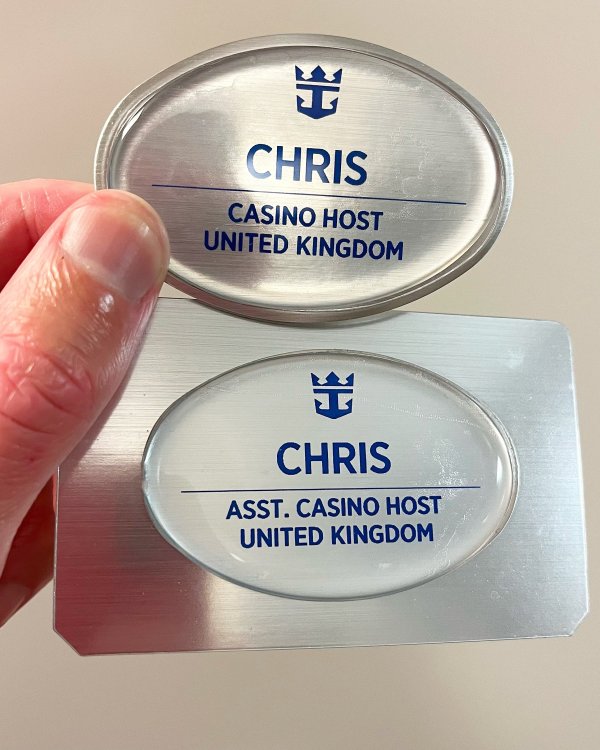 CHRIS
CASINO HOST
UNITED KINGDOM
CHRIS
ASST. CASINO HOST
UNITED KINGDOM